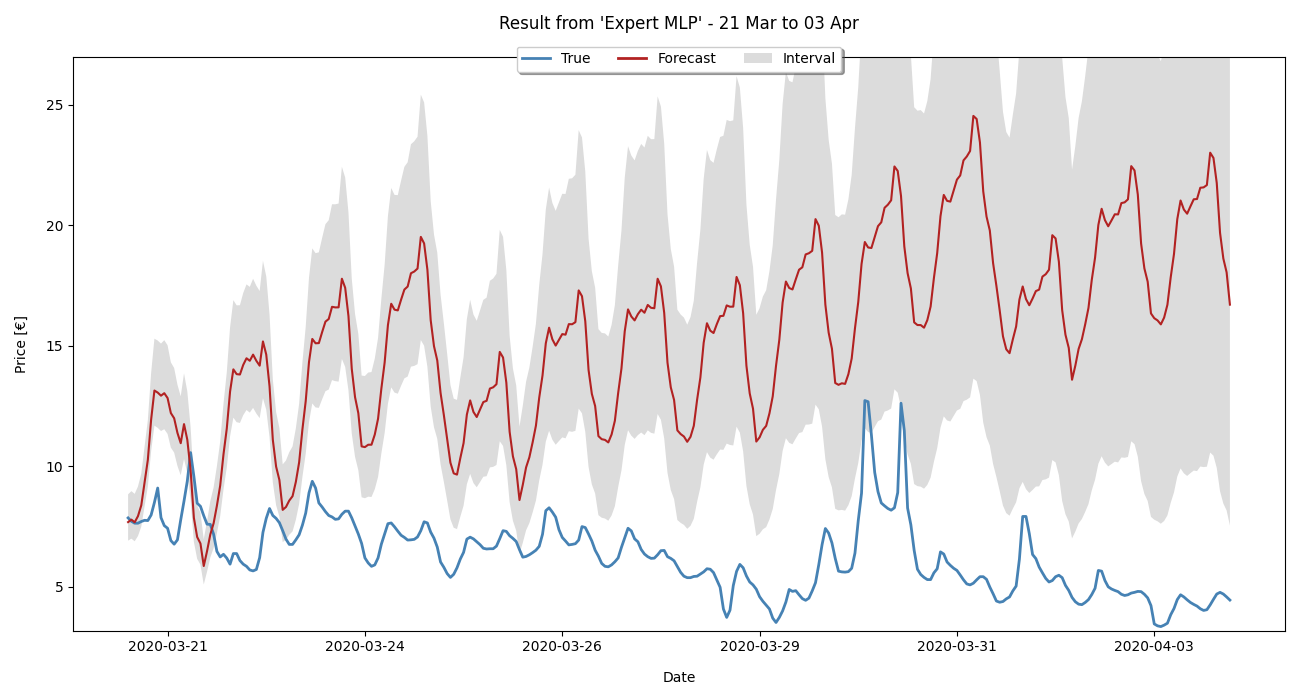 Result from 'Expert MLP' - 21 Mar to 03 Apr
True Forecast Interval
Price [€]
25
20
15
10
5
2020-03-21 2020-03-24 2020-03-26 2020-03-29 2020-03-31 2020-04-03
Date